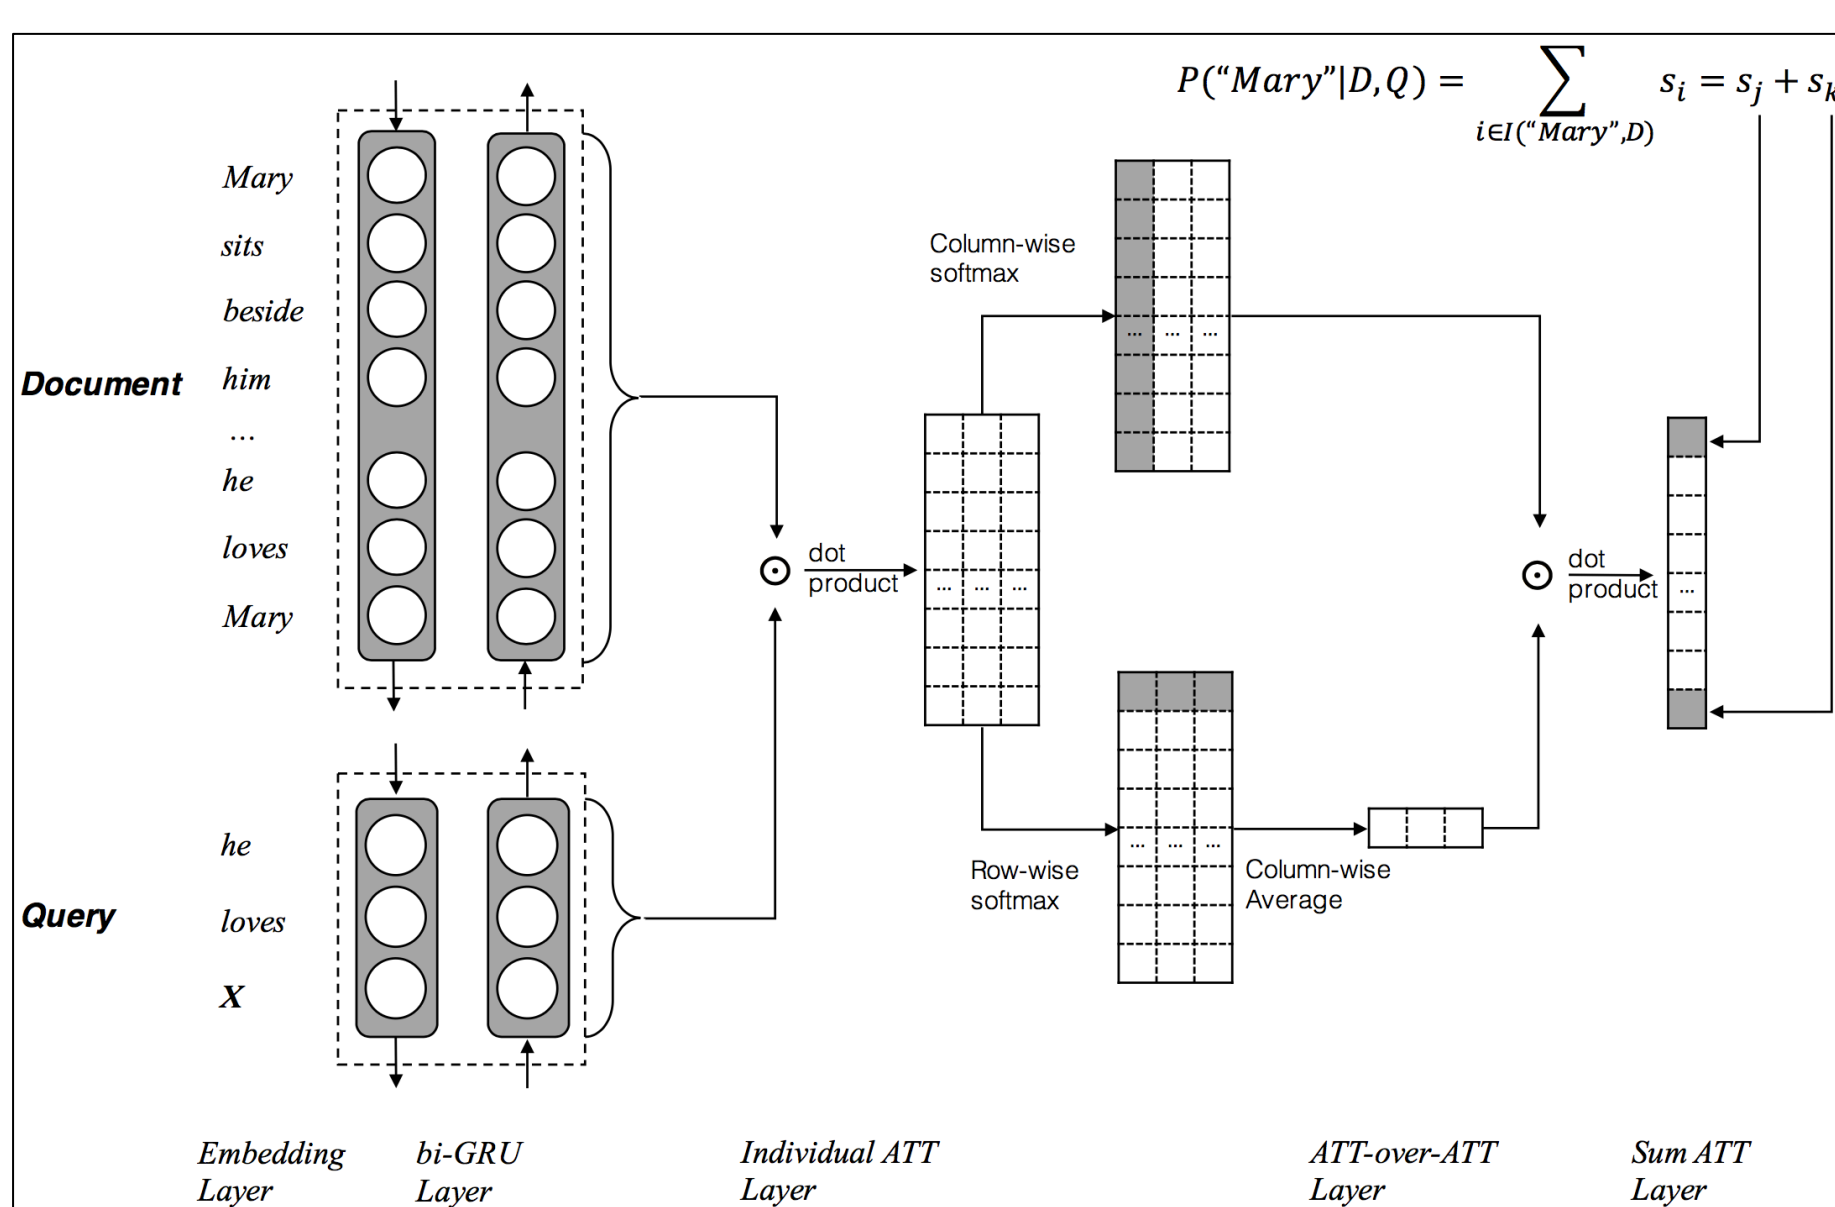 P(“Mary”|D,Q) = ∑ s_i = s_j + s_k
i∈I(“Mary”,D)
Document
Mary
sits
beside
him
...
he
loves
Mary
Query
he
loves
X
dot
product
... ... ...
Column-wise
softmax
... ... ...
Row-wise
softmax
... ... ...
Column-wise
Average
dot
product
...
Embedding
Layer
bi-GRU
Layer
Individual ATT
Layer
ATT-over-ATT
Layer
Sum ATT
Layer